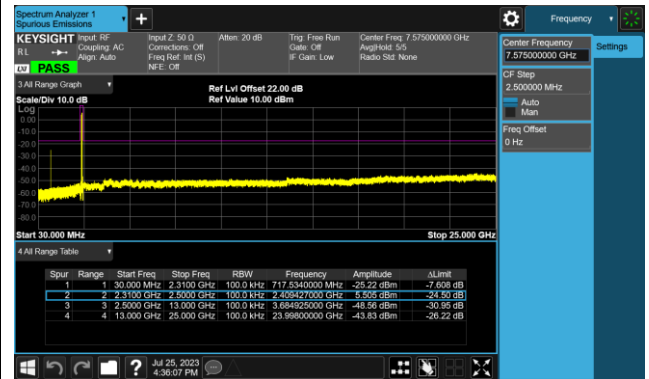 Spectrum Analyzer 1
Spurious Emissions
+
Frequency
KEYSIGHT
RL
PASS
Input: RF
Coupling: AC
Align: Auto
Input Z: 50 Ω
Corrections: Off
Freq Ref: Int (S)
NFE: Off
Atten: 20 dB
Trig: Free Run
Gate: Off
IF Gain: Low
Center Freq: 7.575000000 GHz
Avg|Hold: 5/5
Radio Std: None
Center Frequency
7.575000000 GHz
Settings
CF Step
2.500000 MHz
Auto
Man
Freq Offset
0 Hz
3 All Range Graph
Scale/Div 10.0 dB
Ref Lvl Offset 22.00 dB
Ref Value 10.00 dBm
Log
0.00
-10.0
-20.0
-30.0
-40.0
-50.0
-60.0
-70.0
-80.0
Start 30.000 MHz
Stop 25.000 GHz
4 All Range Table
Spur Range Start Freq Stop Freq RBW Frequency Amplitude ΔLimit
1 1 30.000 MHz 2.3100 GHz 100.0 kHz 717.5340000 MHz -25.22 dBm -7.608 dB
2 2 2.3100 GHz 2.5000 GHz 100.0 kHz 2.409427000 GHz 5.505 dBm -24.50 dB
3 3 2.5000 GHz 13.000 GHz 100.0 kHz 3.684925000 GHz -48.56 dBm -30.95 dB
4 4 13.000 GHz 25.000 GHz 100.0 kHz 23.99800000 GHz -43.83 dBm -26.22 dB
?
Jul 25, 2023
4:36:07 PM